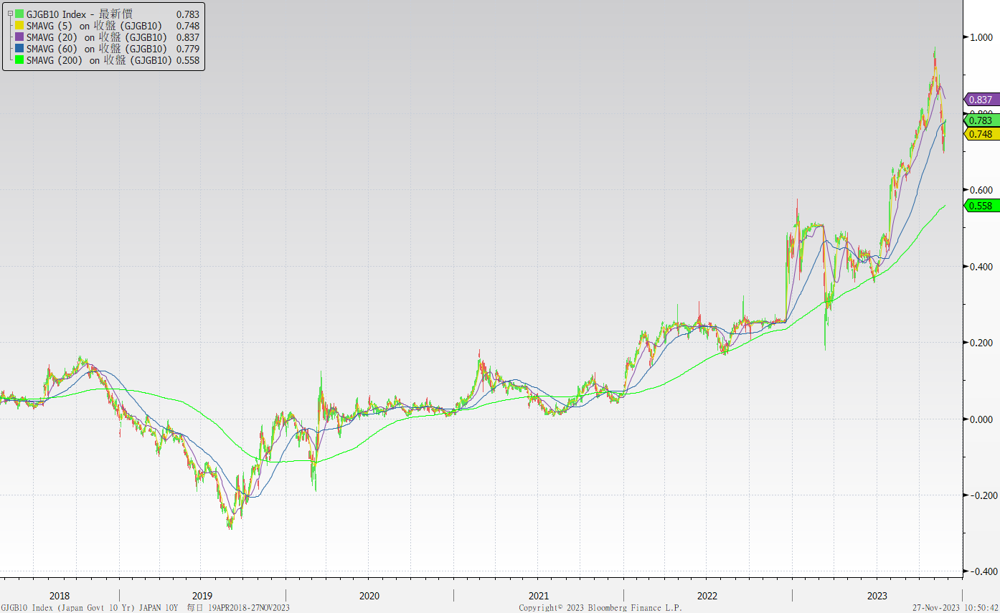 GJGB10 Index - 最新價 0.783
SMAVG (5) on 收盤 (GJGB10) 0.748
SMAVG (20) on 收盤 (GJGB10) 0.837
SMAVG (60) on 收盤 (GJGB10) 0.779
SMAVG (200) on 收盤 (GJGB10) 0.558
1.000
0.837
0.800
0.783
0.748
0.600
0.558
0.400
0.200
0.000
-0.200
-0.400
2018 2019 2020 2021 2022 2023
GJGB10 Index (Japan Govt 10 Yr) JAPAN 10Y 每日 19APR2018-27NOV2023 Copyright© 2023 Bloomberg Finance L.P. 27-Nov-2023 10:50:42